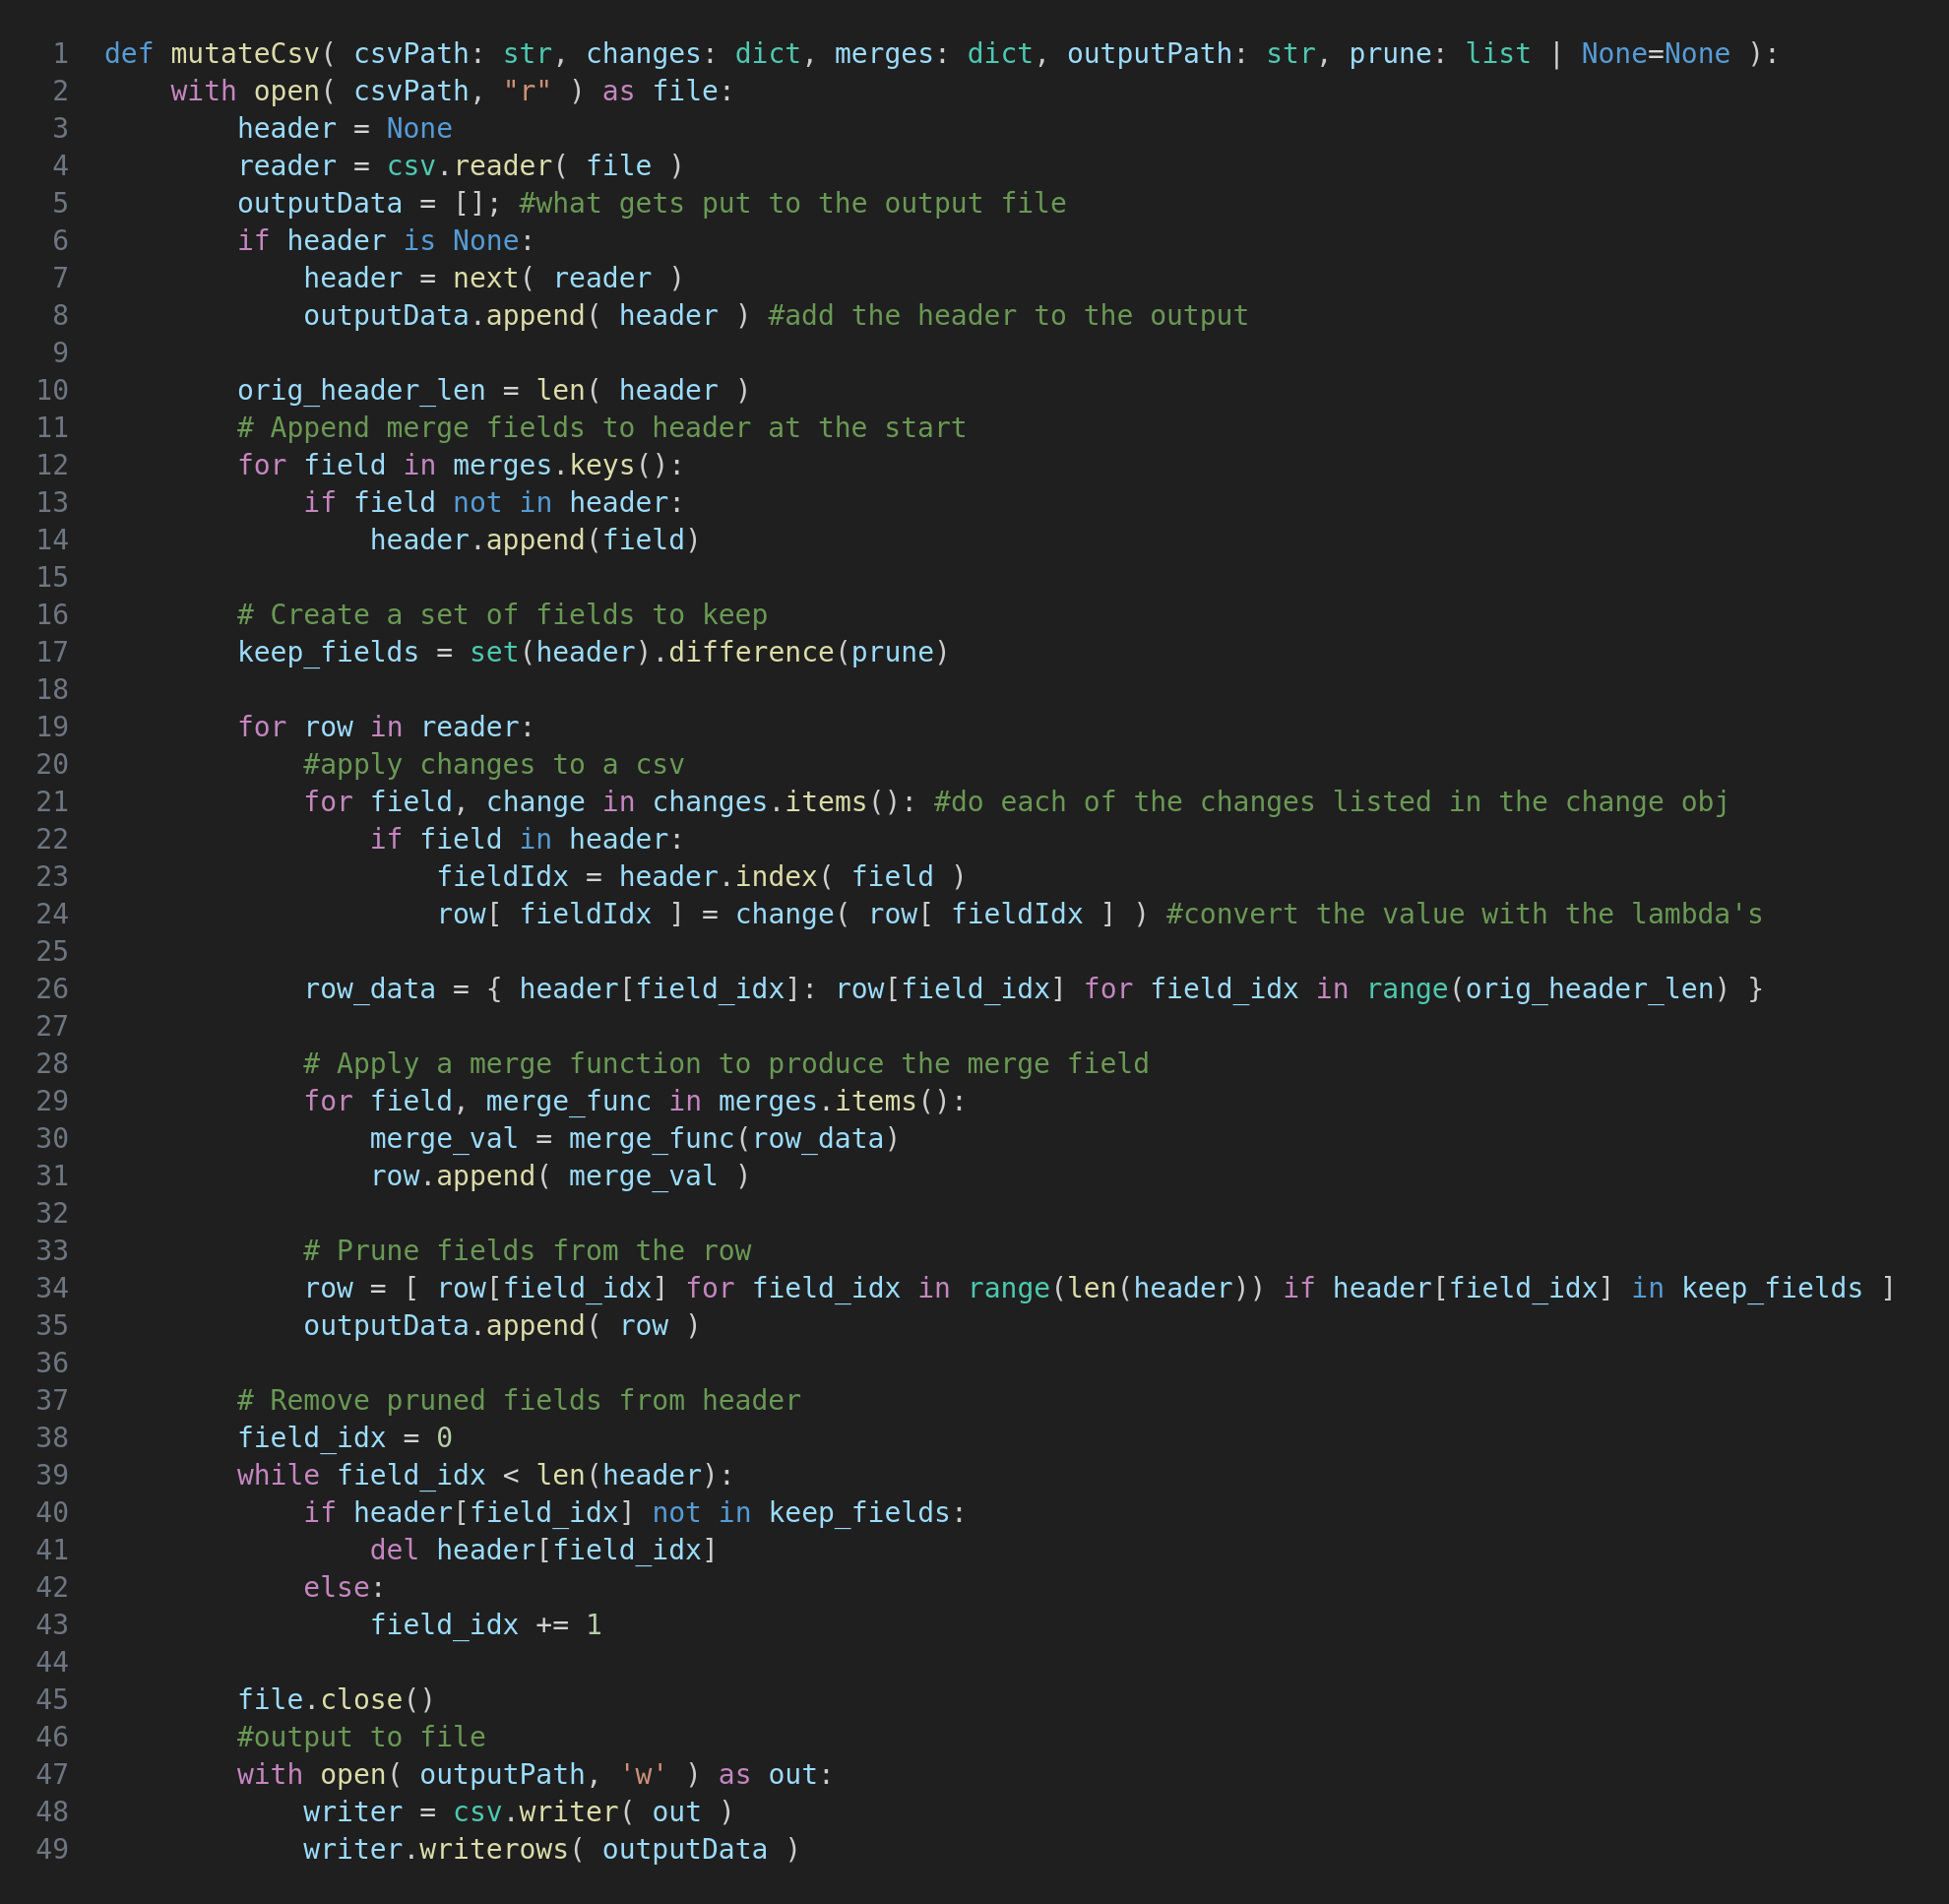 1 def mutateCsv( csvPath: str, changes: dict, merges: dict, outputPath: str, prune: list | None=None ):
2     with open( csvPath, "r" ) as file:
3         header = None
4         reader = csv.reader( file )
5         outputData = []; #what gets put to the output file
6         if header is None:
7             header = next( reader )
8             outputData.append( header ) #add the header to the output
9
10         orig_header_len = len( header )
11         # Append merge fields to header at the start
12         for field in merges.keys():
13             if field not in header:
14                 header.append(field)
15
16         # Create a set of fields to keep
17         keep_fields = set(header).difference(prune)
18
19         for row in reader:
20             #apply changes to a csv
21             for field, change in changes.items(): #do each of the changes listed in the change obj
22                 if field in header:
23                     fieldIdx = header.index( field )
24                     row[ fieldIdx ] = change( row[ fieldIdx ] ) #convert the value with the lambda's
25
26             row_data = { header[field_idx]: row[field_idx] for field_idx in range(orig_header_len) }
27
28             # Apply a merge function to produce the merge field
29             for field, merge_func in merges.items():
30                 merge_val = merge_func(row_data)
31                 row.append( merge_val )
32
33             # Prune fields from the row
34             row = [ row[field_idx] for field_idx in range(len(header)) if header[field_idx] in keep_fields ]
35             outputData.append( row )
36
37         # Remove pruned fields from header
38         field_idx = 0
39         while field_idx < len(header):
40             if header[field_idx] not in keep_fields:
41                 del header[field_idx]
42             else:
43                 field_idx += 1
44
45         file.close()
46         #output to file
47         with open( outputPath, 'w' ) as out:
48             writer = csv.writer( out )
49             writer.writerows( outputData )